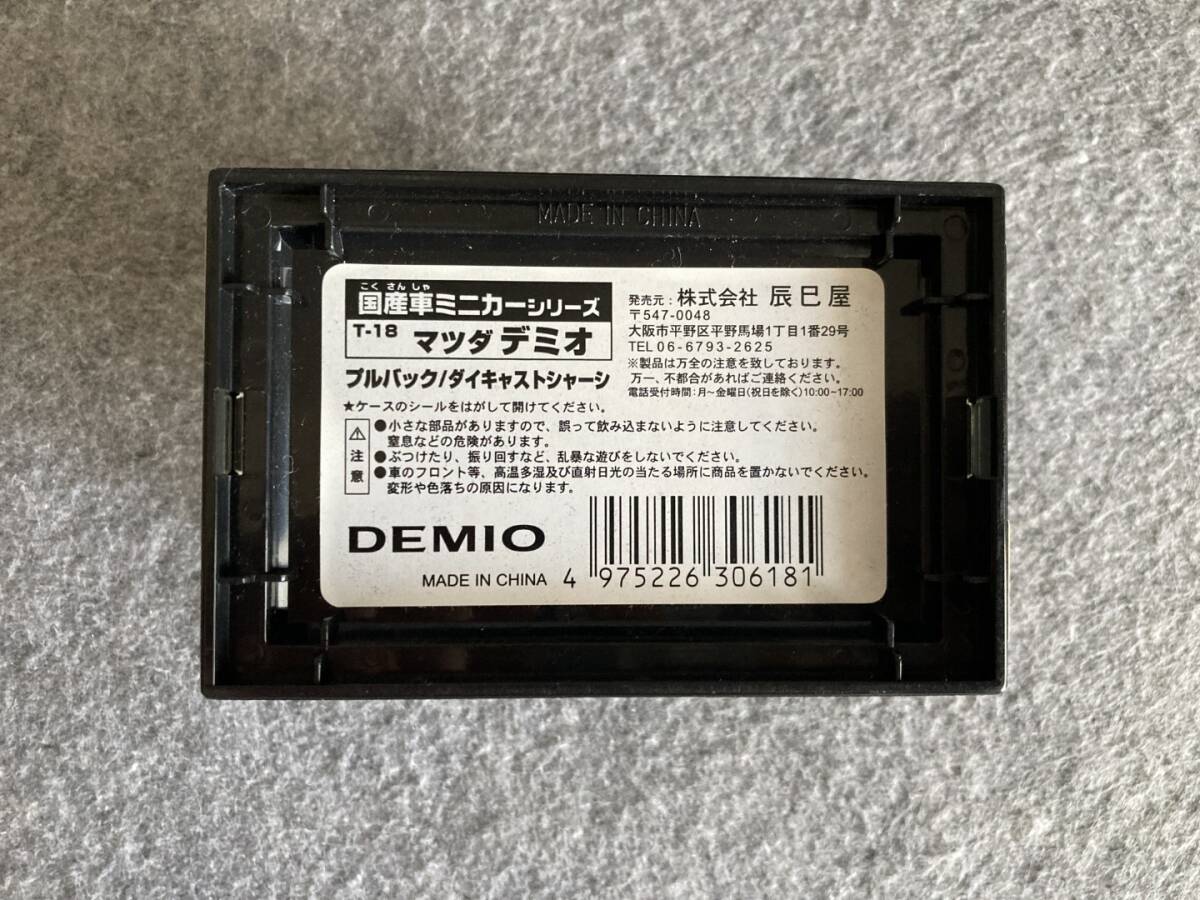 MADE IN CHINA
こくさんしゃ
国産車ミニカーシリーズ
T-18 マツダ デミオ
プルバック/ダイキャストシャーシ
発売元:株式会社 辰巳屋
〒547-0048
大阪市平野区平野馬場1丁目1番29号
TEL 06-6793-2625
※製品は万全の注意を致しております。
万一、不都合があればご連絡ください。
電話受付時間:月〜金曜日(祝日を除く)10:00~17:00
★ケースのシールをはがして開けてください。
⚠注意
●小さな部品がありますので、誤って飲み込まないように注意してください。
窒息などの危険があります。
●ぶつけたり、振り回すなど、乱暴な遊びをしないでください。
●車のフロント等、高温多湿及び直射日光の当たる場所に商品を置かないでください。
変形や色落ちの原因になります。
DEMIO
MADE IN CHINA
4 975226 306181